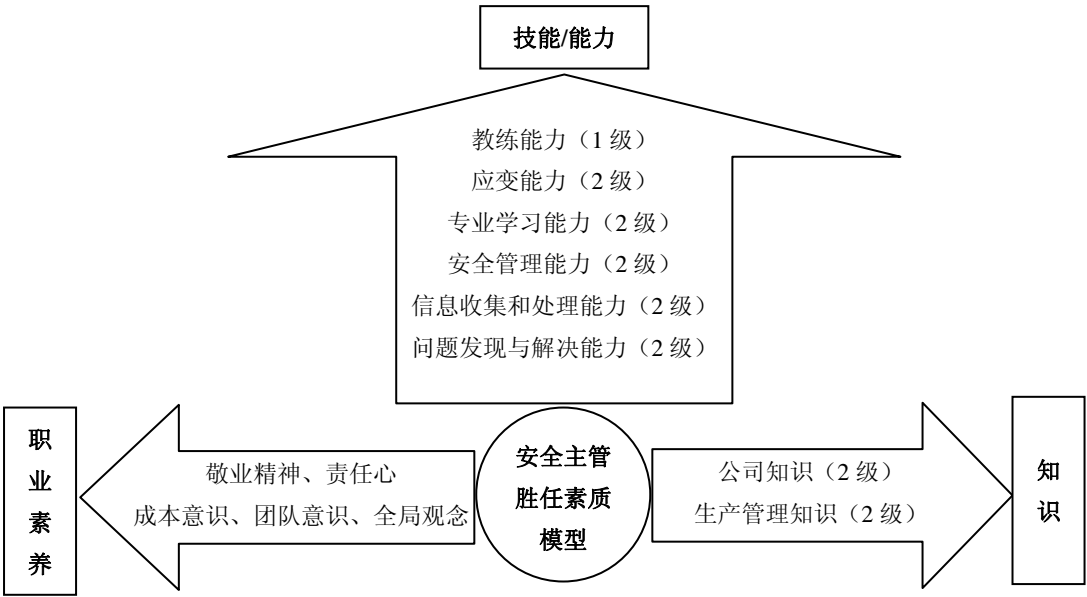 技能/能力
教练能力（1 级）
应变能力（2 级）
专业学习能力（2 级）
安全管理能力（2 级）
信息收集和处理能力（2 级）
问题发现与解决能力（2 级）
职
业
素
养
敬业精神、责任心
成本意识、团队意识、全局观念
安全主管
胜任素质
模型
公司知识（2 级）
生产管理知识（2 级）
知
识